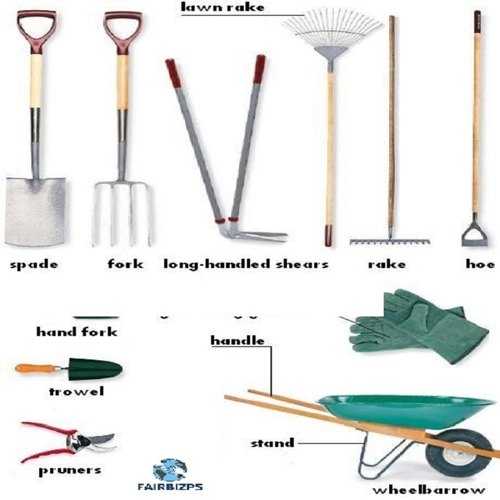 lawn rake
spade
fork
long-handled shears
rake
hoe
hand fork
handle
trowel
stand
pruners
FAIRBIZPS
wheelbarrow